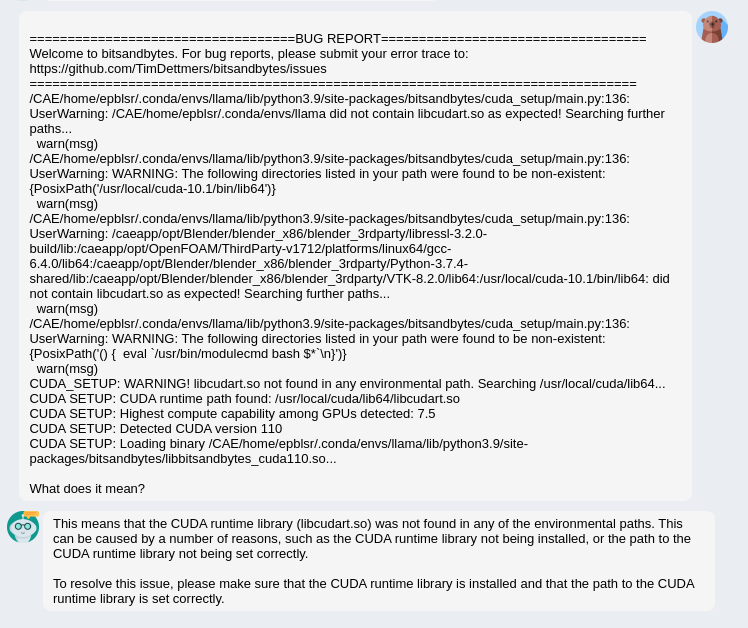 ===================================BUG REPORT===================================
Welcome to bitsandbytes. For bug reports, please submit your error trace to:
https://github.com/TimDettmers/bitsandbytes/issues
================================================================================
/CAE/home/epblsr/.conda/envs/llama/lib/python3.9/site-packages/bitsandbytes/cuda_setup/main.py:136:
UserWarning: /CAE/home/epblsr/.conda/envs/llama did not contain libcudart.so as expected! Searching further
paths...
  warn(msg)
/CAE/home/epblsr/.conda/envs/llama/lib/python3.9/site-packages/bitsandbytes/cuda_setup/main.py:136:
UserWarning: WARNING: The following directories listed in your path were found to be non-existent:
{PosixPath('/usr/local/cuda-10.1/bin/lib64')}
  warn(msg)
/CAE/home/epblsr/.conda/envs/llama/lib/python3.9/site-packages/bitsandbytes/cuda_setup/main.py:136:
UserWarning: /caeapp/opt/Blender/blender_x86/blender_3rdparty/libressl-3.2.0-
build/lib:/caeapp/opt/OpenFOAM/ThirdParty-v1712/platforms/linux64/gcc-
6.4.0/lib64:/caeapp/opt/Blender/blender_x86/blender_3rdparty/Python-3.7.4-
shared/lib:/caeapp/opt/Blender/blender_x86/blender_3rdparty/VTK-8.2.0/lib64:/usr/local/cuda-10.1/bin/lib64: did
not contain libcudart.so as expected! Searching further paths...
  warn(msg)
/CAE/home/epblsr/.conda/envs/llama/lib/python3.9/site-packages/bitsandbytes/cuda_setup/main.py:136:
UserWarning: WARNING: The following directories listed in your path were found to be non-existent:
{PosixPath('() {  eval `/usr/bin/modulecmd bash $*`\n}')}
  warn(msg)
CUDA_SETUP: WARNING! libcudart.so not found in any environmental path. Searching /usr/local/cuda/lib64...
CUDA SETUP: CUDA runtime path found: /usr/local/cuda/lib64/libcudart.so
CUDA SETUP: Highest compute capability among GPUs detected: 7.5
CUDA SETUP: Detected CUDA version 110
CUDA SETUP: Loading binary /CAE/home/epblsr/.conda/envs/llama/lib/python3.9/site-
packages/bitsandbytes/libbitsandbytes_cuda110.so...
What does it mean?
This means that the CUDA runtime library (libcudart.so) was not found in any of the environmental paths. This
can be caused by a number of reasons, such as the CUDA runtime library not being installed, or the path to the
CUDA runtime library not being set correctly.
To resolve this issue, please make sure that the CUDA runtime library is installed and that the path to the CUDA
runtime library is set correctly.